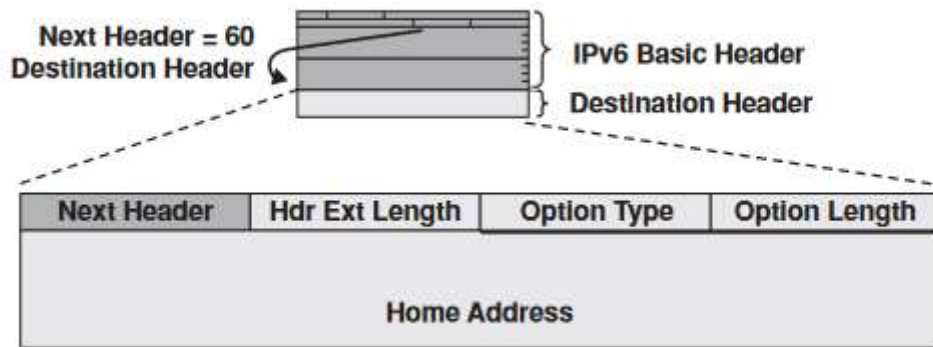 Next Header = 60
Destination Header
IPv6 Basic Header
Destination Header
Next Header Hdr Ext Length Option Type Option Length
Home Address